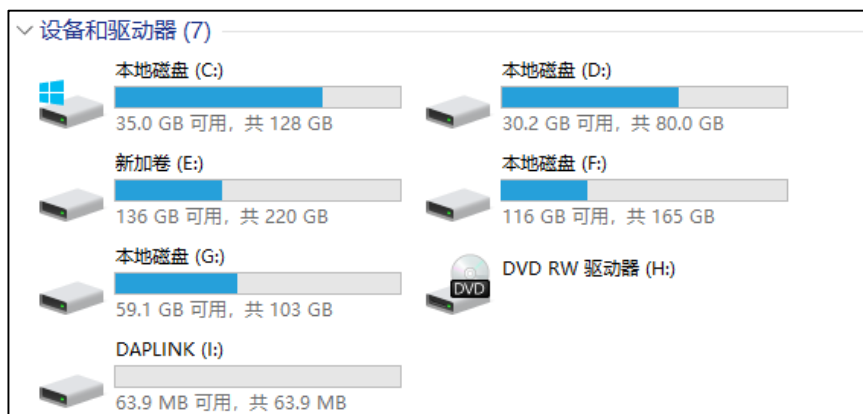 设备和驱动器 (7)
本地磁盘 (C:)
35.0 GB 可用，共 128 GB
本地磁盘 (D:)
30.2 GB 可用，共 80.0 GB
新加卷 (E:)
136 GB 可用，共 220 GB
本地磁盘 (F:)
116 GB 可用，共 165 GB
本地磁盘 (G:)
59.1 GB 可用，共 103 GB
DVD RW 驱动器 (H:)
DVD
DAPLINK (I:)
63.9 MB 可用，共 63.9 MB